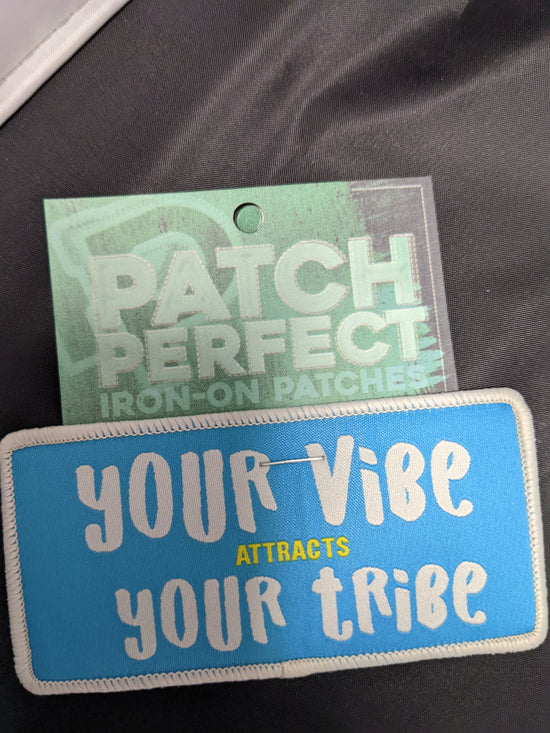 PATCH
PERFECT
IRON-ON PATCHES
YOUR VIBE
ATTRACTS
YOUR TRIBE